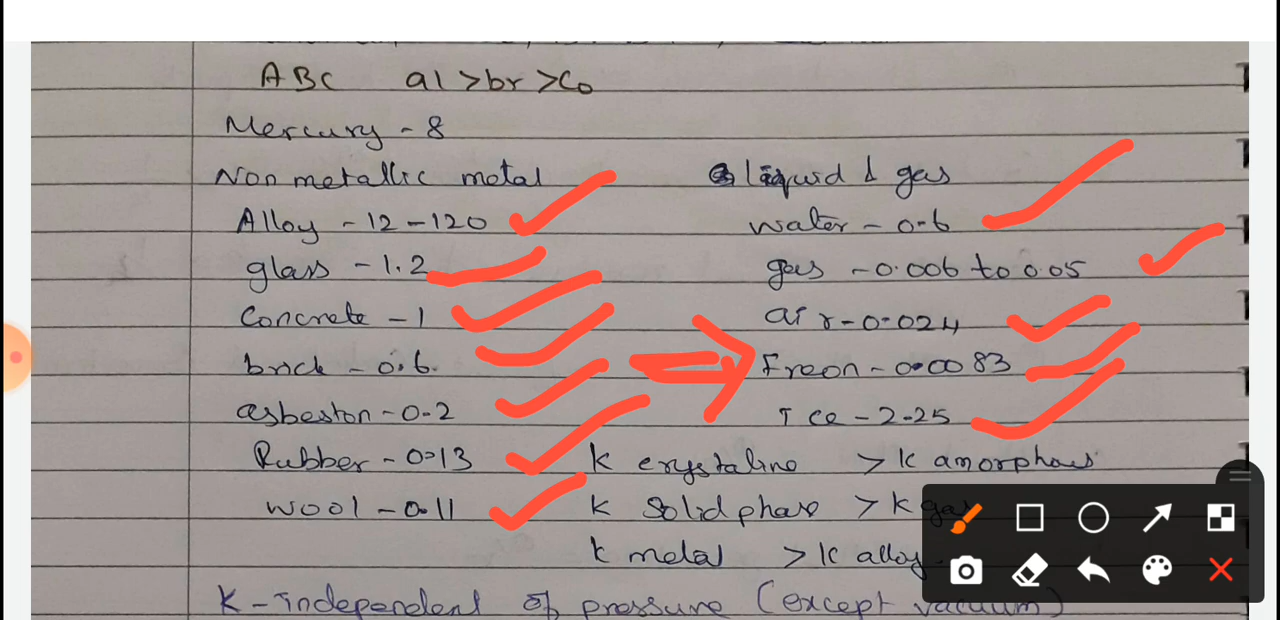 ABC al > br > Co
Mercury - 8
Non metallic metal
Alloy - 12 - 120
glass - 1.2
Concrete - 1
brick - 0.6.
asbeston - 0.2
Rubber - 0.13
wool - 0.11
liquid & gas
water - 0.6
gas - 0.006 to 0.05
air - 0.024
Freon - 0.0083
Ice - 2.25
k crystaline > k amorphous
k Solid phase > k gas
k metal > k alloy.
K - independent of pressure (except vacuum)